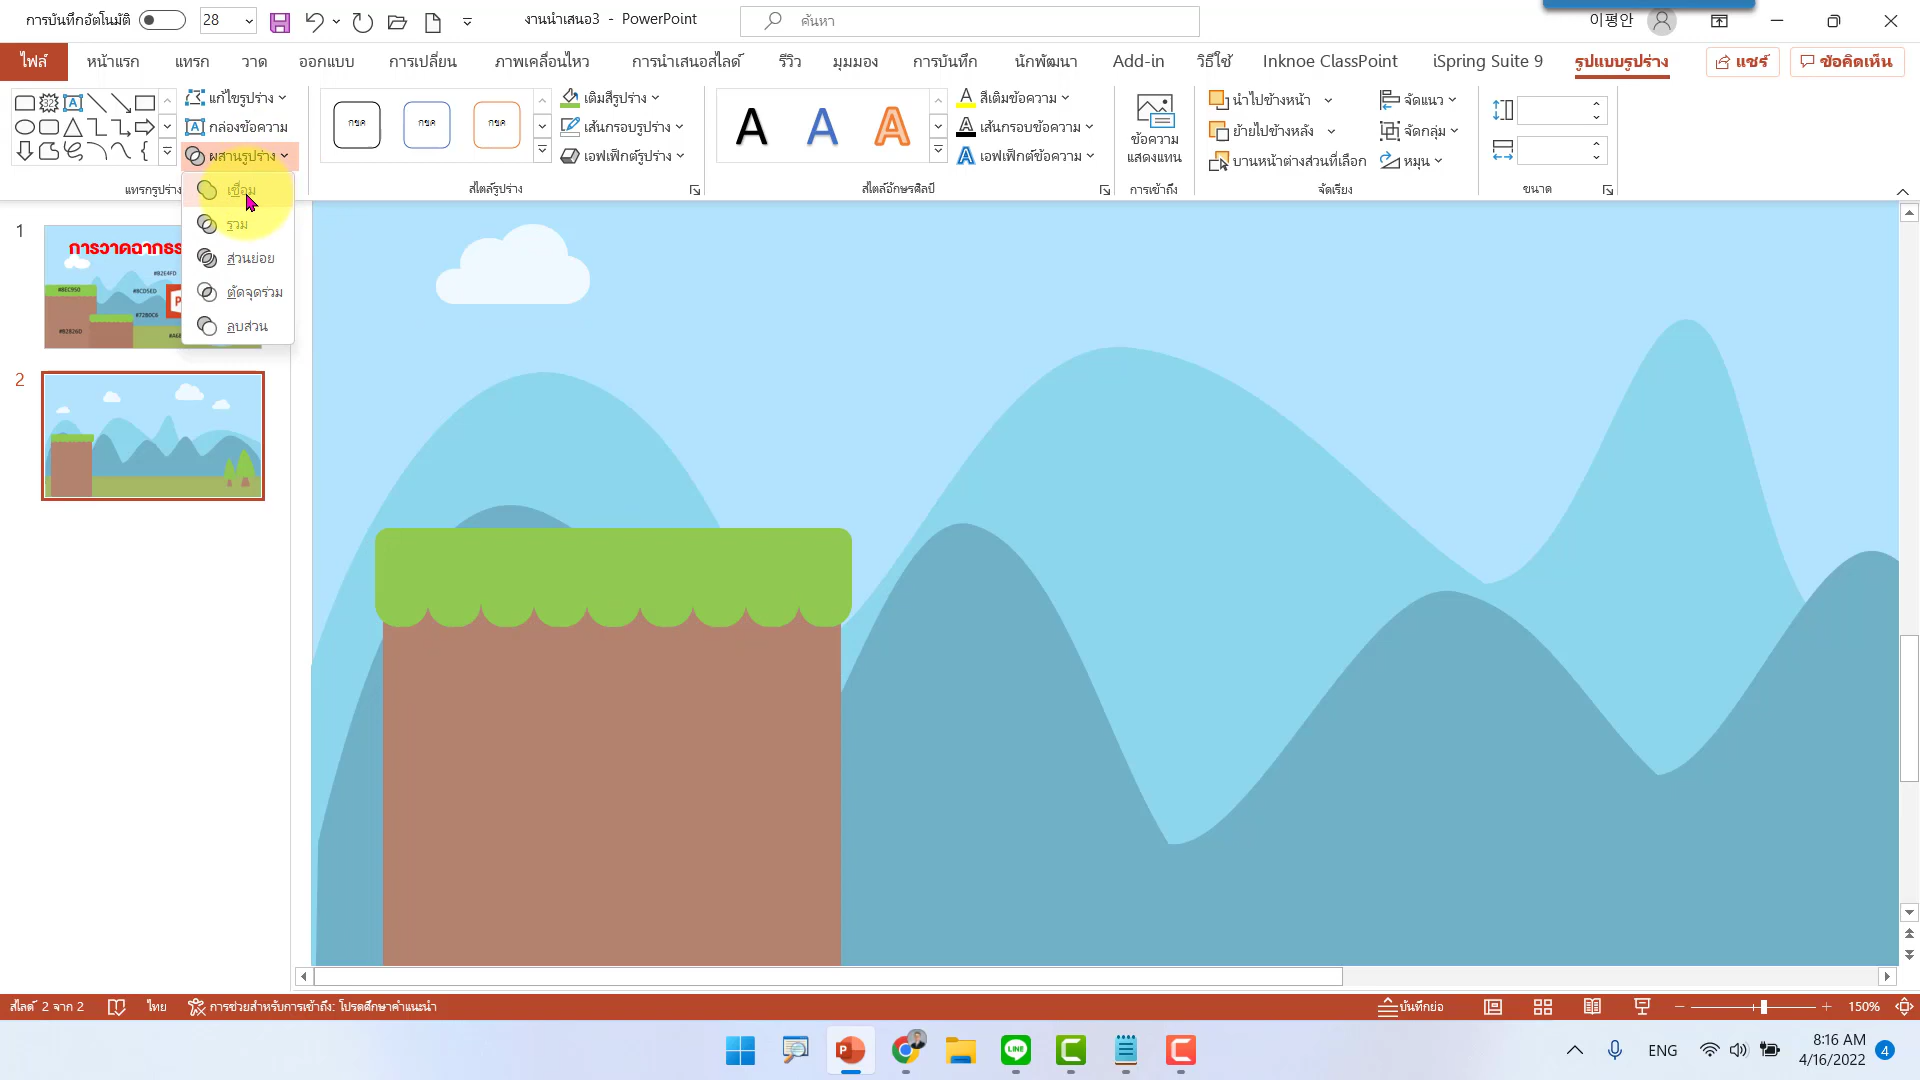 การบันทึกอัตโนมัติ
28
งานนำเสนอ3 - PowerPoint
ค้นหา
이평안
ไฟล์
หน้าแรก
แทรก
วาด
ออกแบบ
การเปลี่ยน
ภาพเคลื่อนไหว
การนำเสนอสไลด์
รีวิว
มุมมอง
การบันทึก
นักพัฒนา
Add-in
วิธีใช้
Inknoe ClassPoint
iSpring Suite 9
รูปแบบรูปร่าง
แชร์
ข้อคิดเห็น
แก้ไขรูปร่าง
กล่องข้อความ
ผสานรูปร่าง
แทรกรูปร่าง
กขค
กขค
กขค
เติมสีรูปร่าง
เส้นกรอบรูปร่าง
เอฟเฟ็กต์รูปร่าง
สไตล์รูปร่าง
A A A
สีเติมข้อความ
เส้นกรอบข้อความ
เอฟเฟ็กต์ข้อความ
สไตล์อักษรศิลป์
ข้อความ
แสดงแทน
การเข้าถึง
นำไปข้างหน้า
ย้ายไปข้างหลัง
บานหน้าต่างส่วนที่เลือก
จัดแนว
จัดกลุ่ม
หมุน
จัดเรียง
ขนาด
เชื่อม
รวม
ส่วนย่อย
ตัดจุดร่วม
ลบส่วน
1
การวาดฉากธร
#B2E4FD
#8EC950
#8CD5ED
#72B0C6
#B2826D
2
สไลด์ 2 จาก 2
ไทย
การช่วยสำหรับการเข้าถึง: โปรดศึกษาคำแนะนำ
บันทึกย่อ
150%
LINE
ENG
8:16 AM
4/16/2022
4